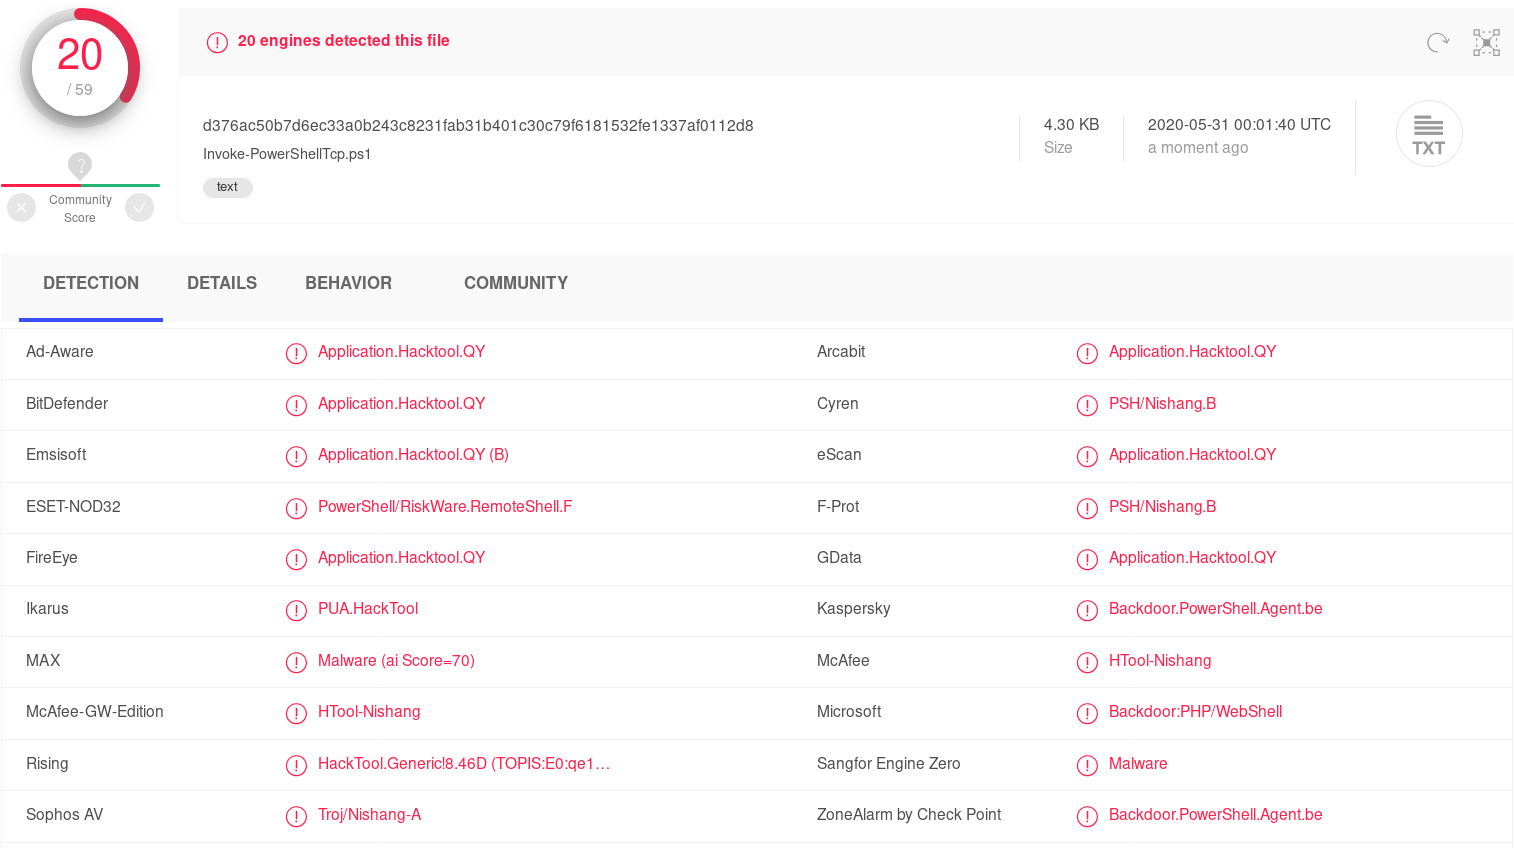 20
/ 59
20 engines detected this file
d376ac50b7d6ec33a0b243c8231fab31b401c30c79f6181532fe1337af0112d8
Invoke-PowerShellTcp.ps1
text
4.30 KB
Size
2020-05-31 00:01:40 UTC
a moment ago
TXT
?
Community
Score
DETECTION DETAILS BEHAVIOR COMMUNITY
Ad-Aware Application.Hacktool.QY Arcabit Application.Hacktool.QY
BitDefender Application.Hacktool.QY Cyren PSH/Nishang.B
Emsisoft Application.Hacktool.QY (B) eScan Application.Hacktool.QY
ESET-NOD32 PowerShell/RiskWare.RemoteShell.F F-Prot PSH/Nishang.B
FireEye Application.Hacktool.QY GData Application.Hacktool.QY
Ikarus PUA.HackTool Kaspersky Backdoor.PowerShell.Agent.be
MAX Malware (ai Score=70) McAfee HTool-Nishang
McAfee-GW-Edition HTool-Nishang Microsoft Backdoor:PHP/WebShell
Rising HackTool.Generic!8.46D (TOPIS:E0:qe1… Sangfor Engine Zero Malware
Sophos AV Troj/Nishang-A ZoneAlarm by Check Point Backdoor.PowerShell.Agent.be